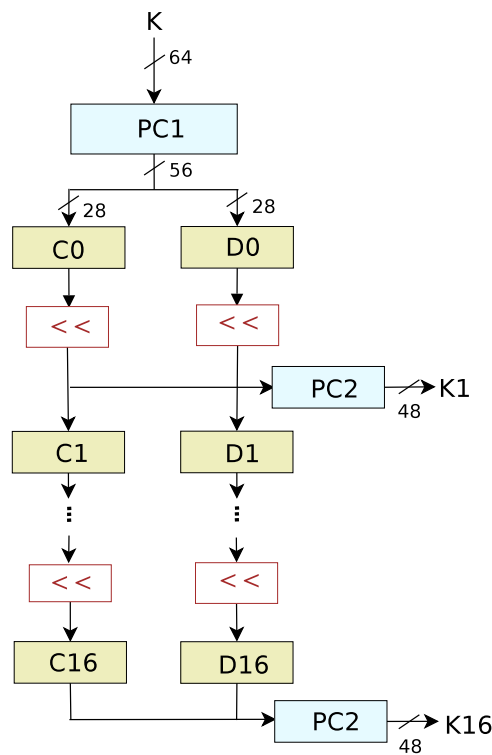 K
64
PC1
56
28
28
C0
D0
<<
<<
PC2
K1
48
C1
D1
...
...
<<
<<
C16
D16
PC2
K16
48